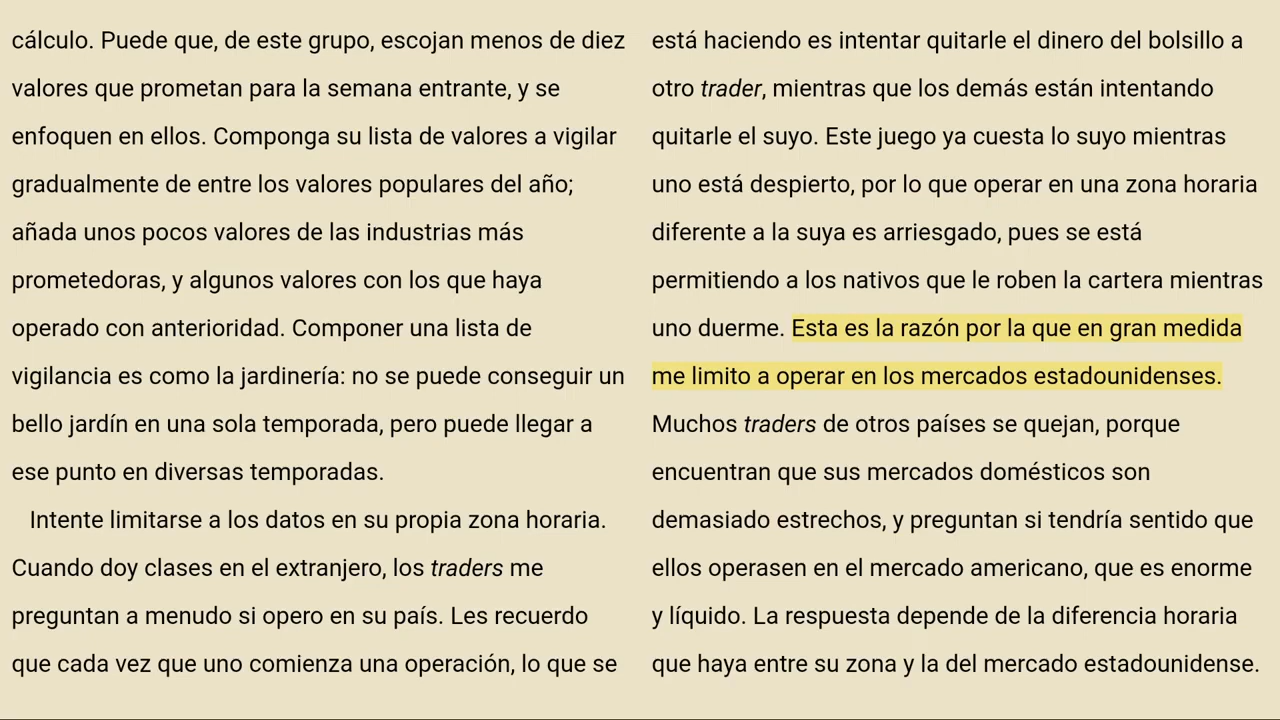 cálculo. Puede que, de este grupo, escojan menos de diez
valores que prometan para la semana entrante, y se
enfoquen en ellos. Componga su lista de valores a vigilar
gradualmente de entre los valores populares del año;
añada unos pocos valores de las industrias más
prometedoras, y algunos valores con los que haya
operado con anterioridad. Componer una lista de
vigilancia es como la jardinería: no se puede conseguir un
bello jardín en una sola temporada, pero puede llegar a
ese punto en diversas temporadas.
Intente limitarse a los datos en su propia zona horaria.
Cuando doy clases en el extranjero, los traders me
preguntan a menudo si opero en su país. Les recuerdo
que cada vez que uno comienza una operación, lo que se
está haciendo es intentar quitarle el dinero del bolsillo a
otro trader, mientras que los demás están intentando
quitarle el suyo. Este juego ya cuesta lo suyo mientras
uno está despierto, por lo que operar en una zona horaria
diferente a la suya es arriesgado, pues se está
permitiendo a los nativos que le roben la cartera mientras
uno duerme. Esta es la razón por la que en gran medida
me limito a operar en los mercados estadounidenses.
Muchos traders de otros países se quejan, porque
encuentran que sus mercados domésticos son
demasiado estrechos, y preguntan si tendría sentido que
ellos operasen en el mercado americano, que es enorme
y líquido. La respuesta depende de la diferencia horaria
que haya entre su zona y la del mercado estadounidense.